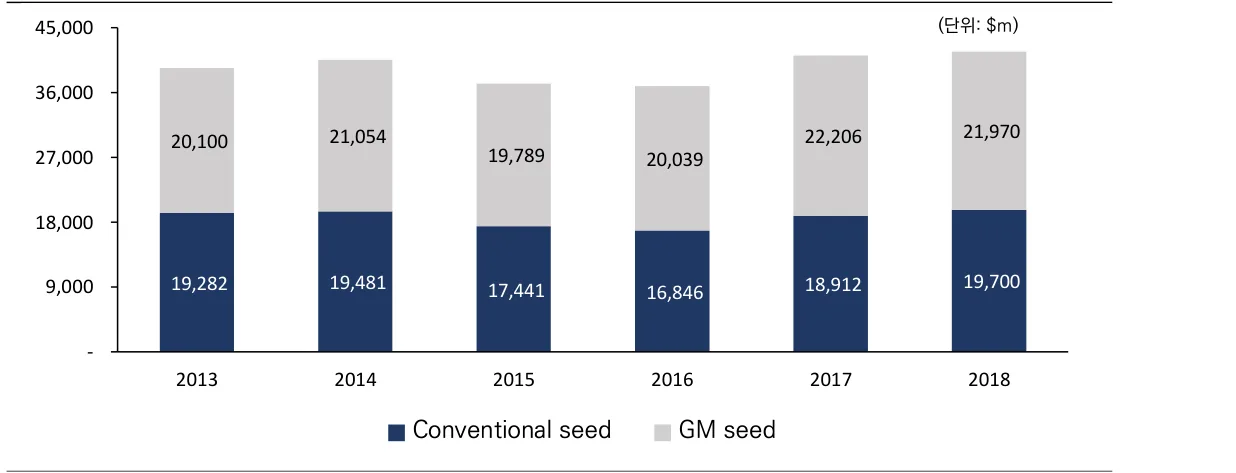 45,000
(단위: $m)
36,000
20,100 21,054 19,789 20,039 22,206 21,970
27,000
18,000
19,282 19,481 17,441 16,846 18,912 19,700
9,000
-
2013 2014 2015 2016 2017 2018
Conventional seed GM seed